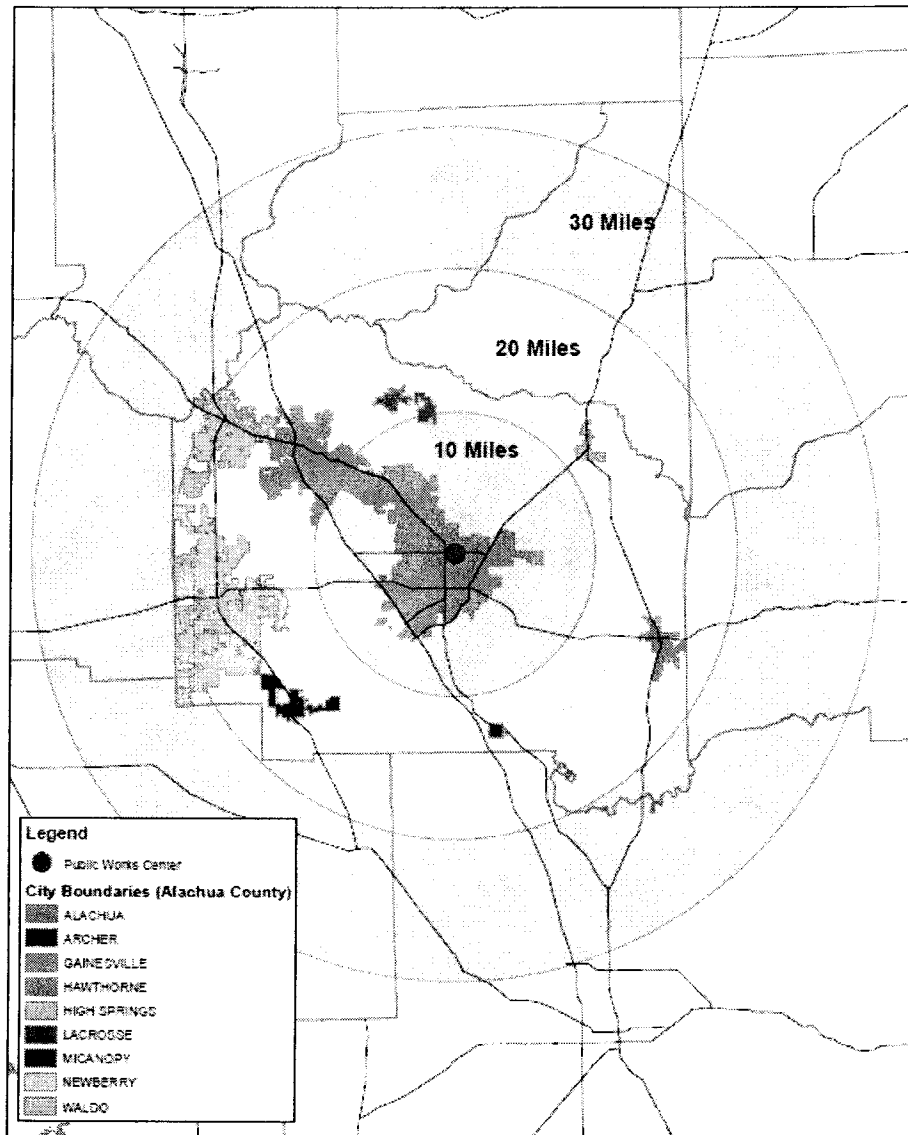 30 Miles
20 Miles
10 Miles
Legend
Public Works Center
City Boundaries (Alachua County)
ALACHUA
ARCHER
GAINESVILLE
HAWTHORNE
HIGH SPRINGS
LACROSSE
MICANOPY
NEWBERRY
WALDO